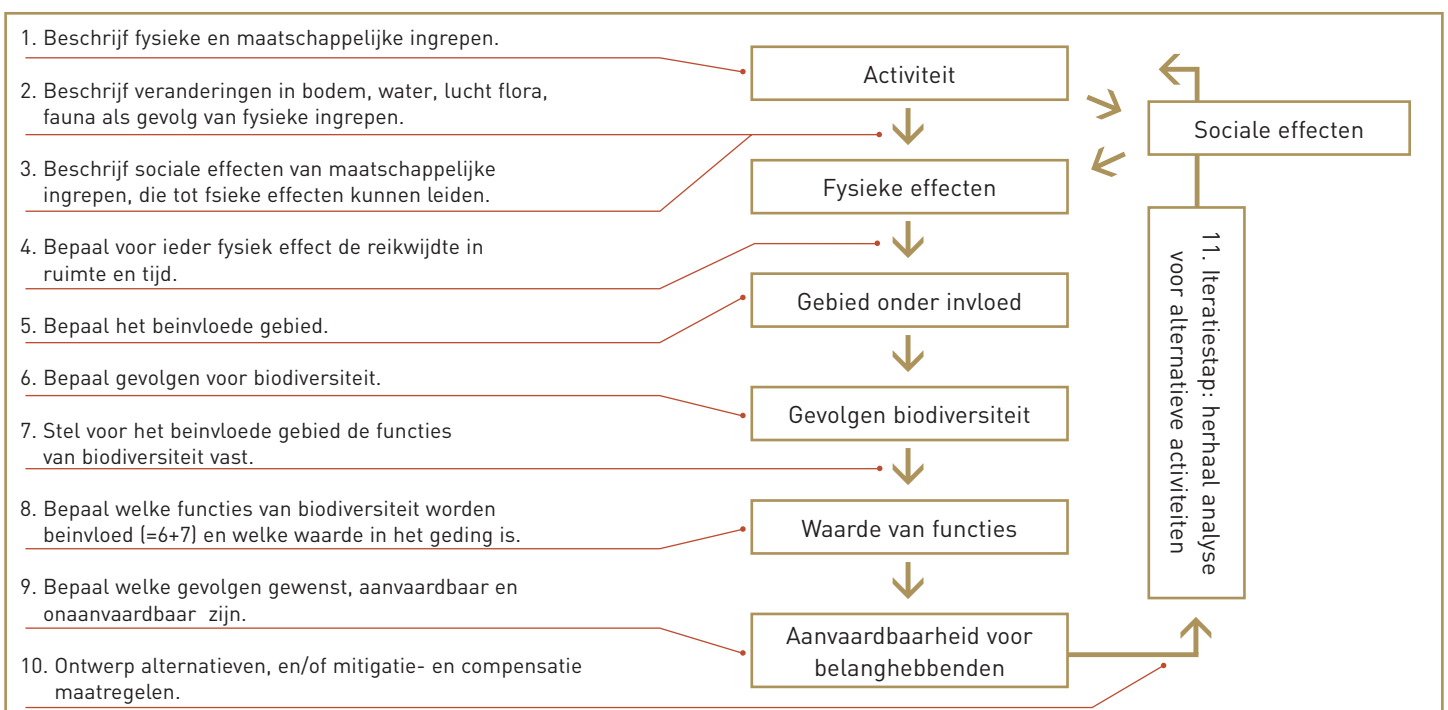 1. Beschrijf fysieke en maatschappelijke ingrepen.
2. Beschrijf veranderingen in bodem, water, lucht flora,
fauna als gevolg van fysieke ingrepen.
3. Beschrijf sociale effecten van maatschappelijke
ingrepen, die tot fsieke effecten kunnen leiden.
4. Bepaal voor ieder fysiek effect de reikwijdte in
ruimte en tijd.
5. Bepaal het beinvloede gebied.
6. Bepaal gevolgen voor biodiversiteit.
7. Stel voor het beinvloede gebied de functies
van biodiversiteit vast.
8. Bepaal welke functies van biodiversiteit worden
beinvloed (=6+7) en welke waarde in het geding is.
9. Bepaal welke gevolgen gewenst, aanvaardbaar en
onaanvaardbaar zijn.
10. Ontwerp alternatieven, en/of mitigatie- en compensatie
maatregelen.
Activiteit
Fysieke effecten
Gebied onder invloed
Gevolgen biodiversiteit
Waarde van functies
Aanvaardbaarheid voor
belanghebbenden
Sociale effecten
11. Iteratiestap: herhaal analyse
voor alternatieve activiteiten